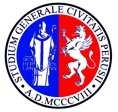 STUDIUM GENERALE CIVITATIS PERUSII
A.D. MCCCVIII